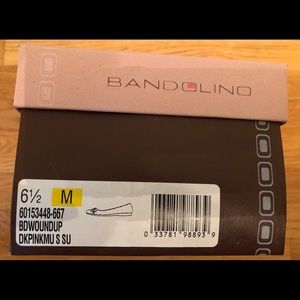 BANDOLINO
6½ M
60153448-667
BDWOUNDUP
DKPINKMU S SU
0 33781 98893 9